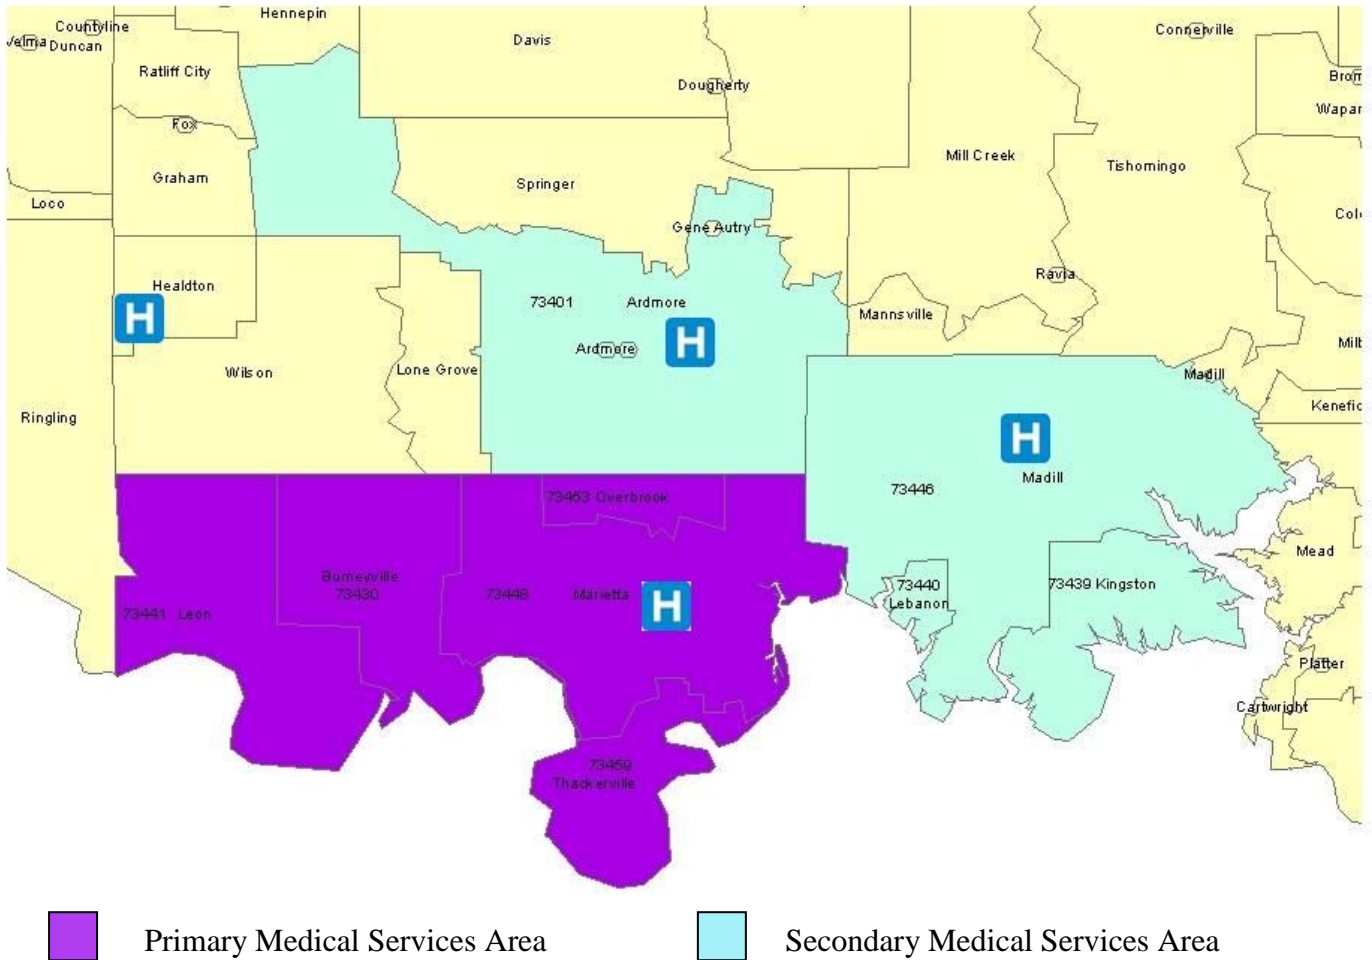 Hennepin
Countyline
Velma
Duncan
Davis
Connerville
Ratliff City
Dougherty
Wapan
Fox
Mill Creek
Tishomingo
Graham
Springer
Loco
Gene Autry
Ravia
Healdton
73401
Ardmore
H
Mannsville
H
Ardmore
Wilson
Lone Grove
Madill
Ringling
H
Madill
73446
73463 Overbrook
Mead
Burneyville
73430
73448
Marietta
H
73440
Lebanon
73439 Kingston
73441 Leon
Platter
Cartwright
73459
Thackerville
Primary Medical Services Area
Secondary Medical Services Area